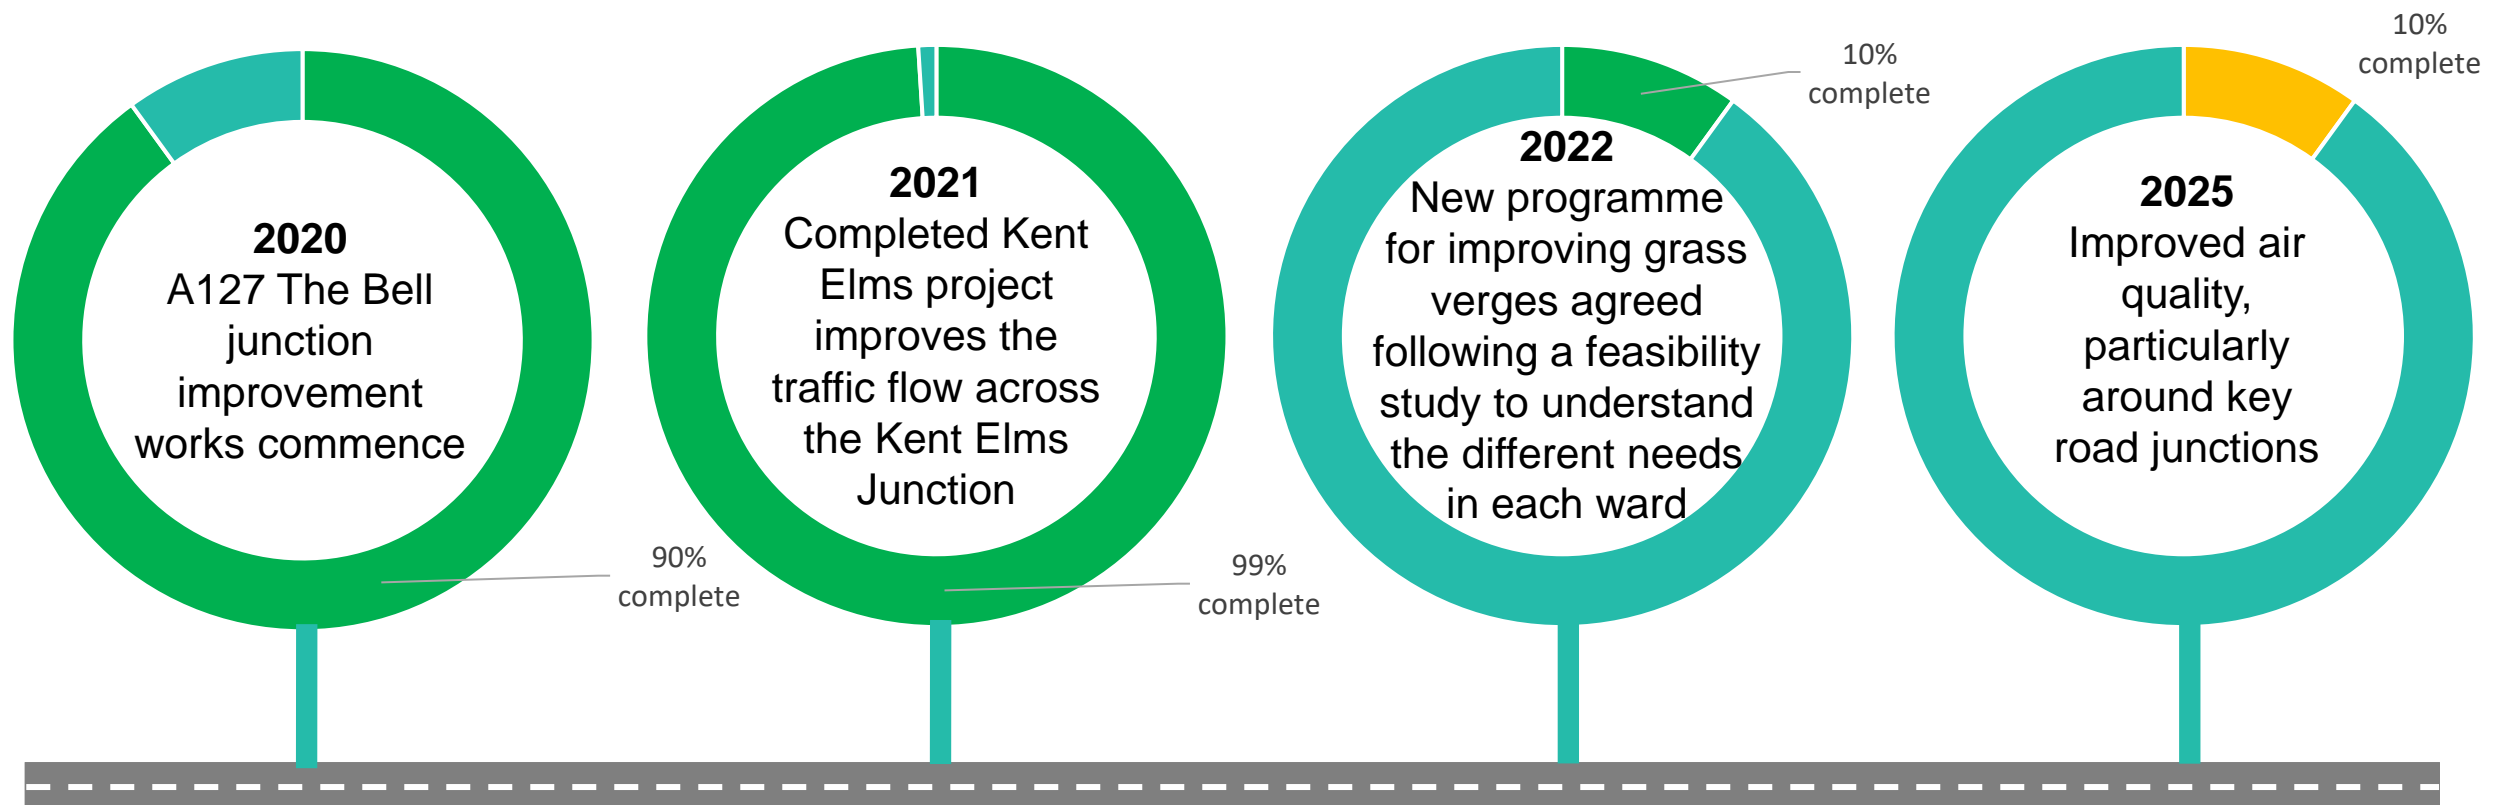 2020
A127 The Bell
junction
improvement
works commence
90%
complete
2021
Completed Kent
Elms project
improves the
traffic flow across
the Kent Elms
Junction
99%
complete
2022
New programme
for improving grass
verges agreed
following a feasibility
study to understand
the different needs
in each ward
10%
complete
2025
Improved air
quality,
particularly
around key
road junctions
10%
complete